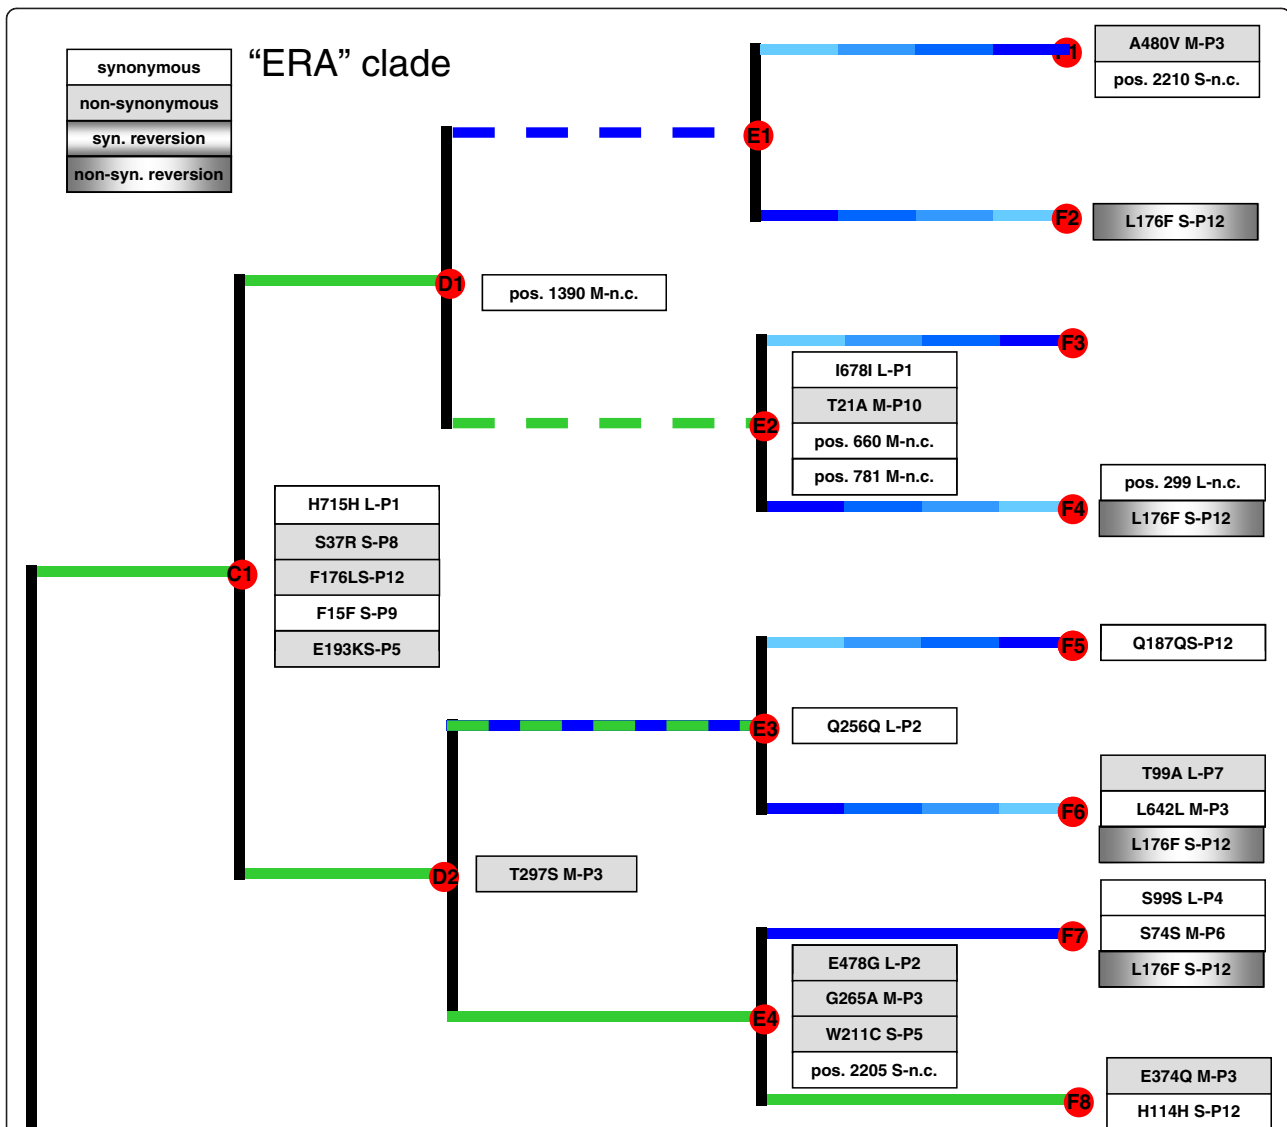 "ERA" clade
synonymous
non-synonymous
syn. reversion
non-syn. reversion
F1
A480V M-P3
pos. 2210 S-n.c.
E1
F2
L176F S-P12
D1
pos. 1390 M-n.c.
F3
E2
I678I L-P1
T21A M-P10
pos. 660 M-n.c.
pos. 781 M-n.c.
F4
pos. 299 L-n.c.
L176F S-P12
C1
H715H L-P1
S37R S-P8
F176LS-P12
F15F S-P9
E193KS-P5
F5
Q187QS-P12
E3
Q256Q L-P2
F6
T99A L-P7
L642L M-P3
L176F S-P12
D2
T297S M-P3
F7
S99S L-P4
S74S M-P6
L176F S-P12
E4
E478G L-P2
G265A M-P3
W211C S-P5
pos. 2205 S-n.c.
F8
E374Q M-P3
H114H S-P12